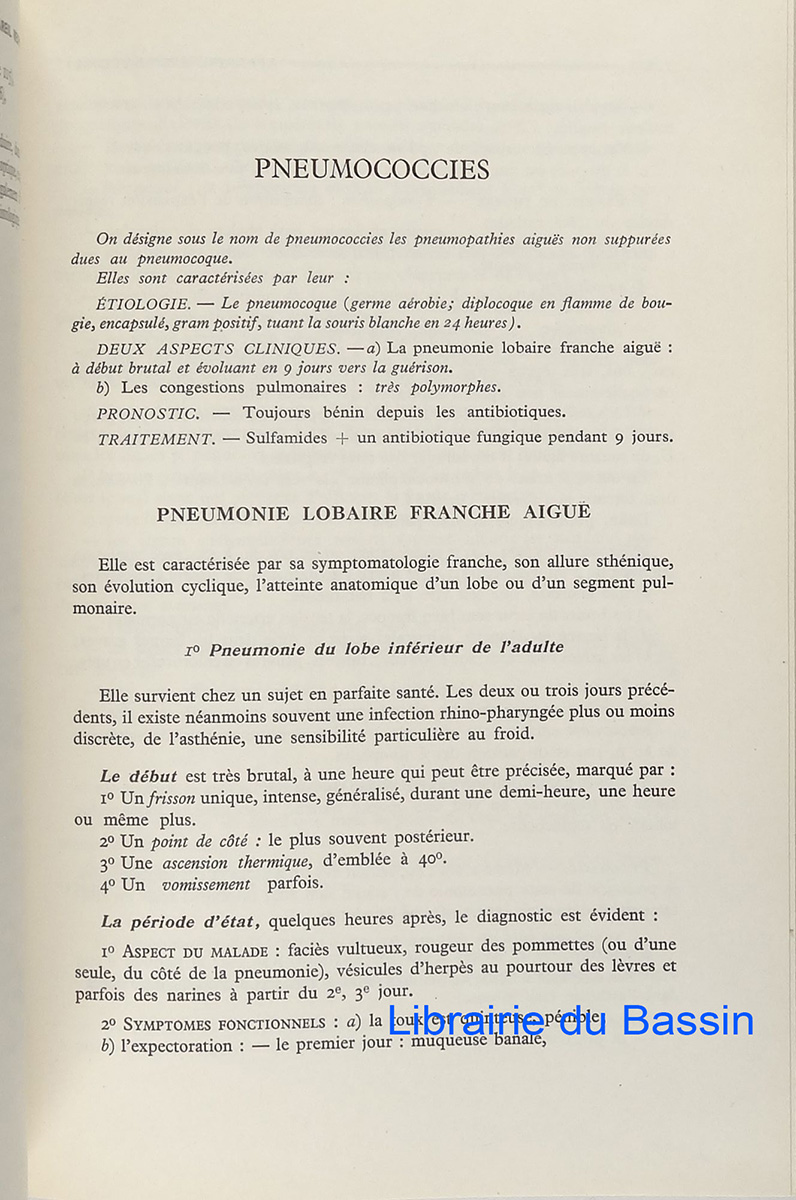 PNEUMOCOCCIES
On désigne sous le nom de pneumococcies les pneumopathies aiguës non suppurées
dues au pneumocoque.
Elles sont caractérisées par leur :
ÉTIOLOGIE. — Le pneumocoque (germe aérobie; diplocoque en flamme de bou-
gie, encapsulé, gram positif, tuant la souris blanche en 24 heures).
DEUX ASPECTS CLINIQUES. — a) La pneumonie lobaire franche aiguë :
à début brutal et évoluant en 9 jours vers la guérison.
b) Les congestions pulmonaires : très polymorphes.
PRONOSTIC. — Toujours bénin depuis les antibiotiques.
TRAITEMENT. — Sulfamides + un antibiotique fungique pendant 9 jours.
PNEUMONIE LOBAIRE FRANCHE AIGUË
Elle est caractérisée par sa symptomatologie franche, son allure sthénique,
son évolution cyclique, l'atteinte anatomique d'un lobe ou d'un segment pul-
monaire.
1º Pneumonie du lobe inférieur de l'adulte
Elle survient chez un sujet en parfaite santé. Les deux ou trois jours précé-
dents, il existe néanmoins souvent une infection rhino-pharyngée plus ou moins
discrète, de l'asthénie, une sensibilité particulière au froid.
Le début est très brutal, à une heure qui peut être précisée, marqué par :
1º Un frisson unique, intense, généralisé, durant une demi-heure, une heure
ou même plus.
2º Un point de côté : le plus souvent postérieur.
3º Une ascension thermique, d'emblée à 40º.
4º Un vomissement parfois.
La période d'état, quelques heures après, le diagnostic est évident :
1º ASPECT DU MALADE : faciès vultueux, rougeur des pommettes (ou d'une
seule, du côté de la pneumonie), vésicules d'herpès au pourtour des lèvres et
parfois des narines à partir du 2e, 3e jour.
2º SYMPTOMES FONCTIONNELS : a) la toux est quinteuse, pénible,
b) l'expectoration : — le premier jour : muqueuse banale,
Librairie du Bassin